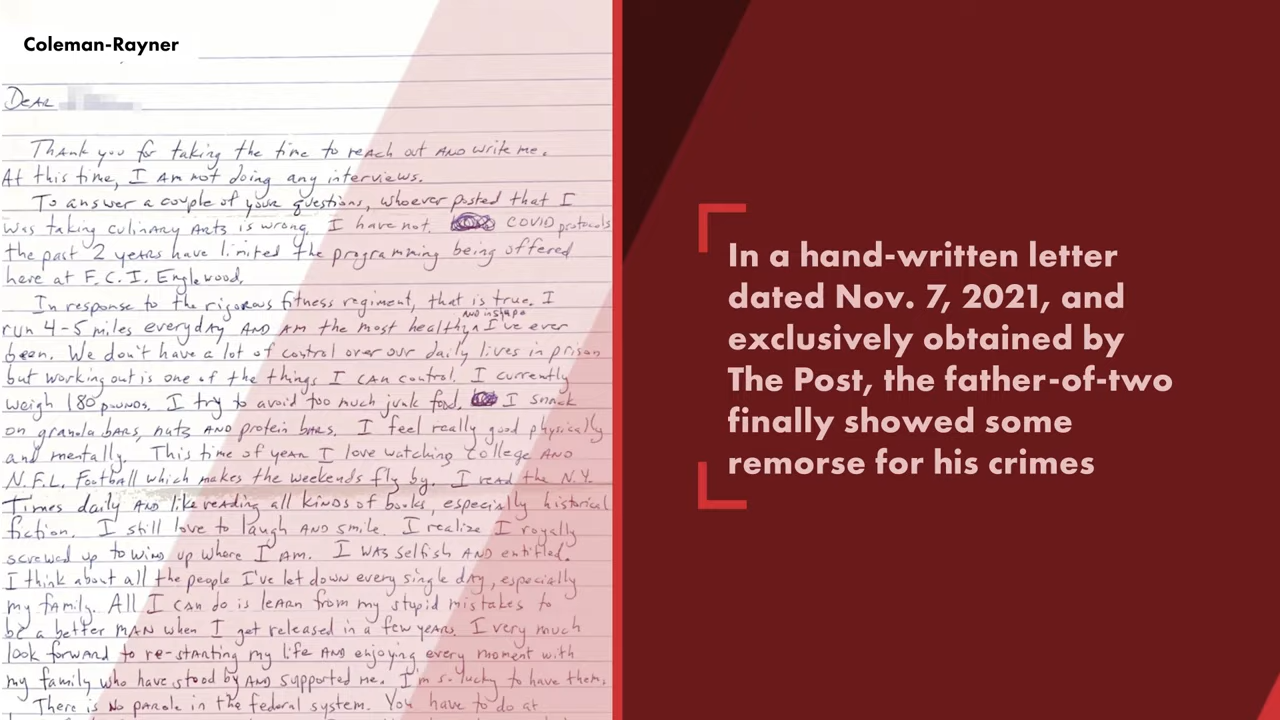 Coleman-Rayner
Dear
Thank you for taking the time to reach out and write me.
At this time, I am not doing any interviews.
To answer a couple of your questions, whoever posted that I
was taking culinary arts is wrong. I have not. COVID protocols
the past 2 years have limited the programming being offered
here at F.C.I. Englewood.
In response to the rigorous fitness regiment, that is true. I
run 4-5 miles everyday and am the most healthy and in shape I've ever
been. We don't have a lot of control over our daily lives in prison
but working out is one of the things I can control. I currently
weigh 180 pounds. I try to avoid too much junk food. I snack
on granola bars, nuts and protein bars. I feel really good physically
and mentally. This time of year I love watching college and
N.F.L. Football which makes the weekends fly by. I read the N.Y.
Times daily and like reading all kinds of books, especially historical
fiction. I still love to laugh and smile. I realize I royally
screwed up to wind up where I am. I was selfish and entitled.
I think about all the people I've let down every single day, especially
my family. All I can do is learn from my stupid mistakes to
be a better man when I get released in a few years. I very much
look forward to re-starting my life and enjoying every moment with
my family who have stood by and supported me. I'm so lucky to have them.
There is no parole in the federal system. You have to do at
In a hand-written letter
dated Nov. 7, 2021, and
exclusively obtained by
The Post, the father-of-two
finally showed some
remorse for his crimes